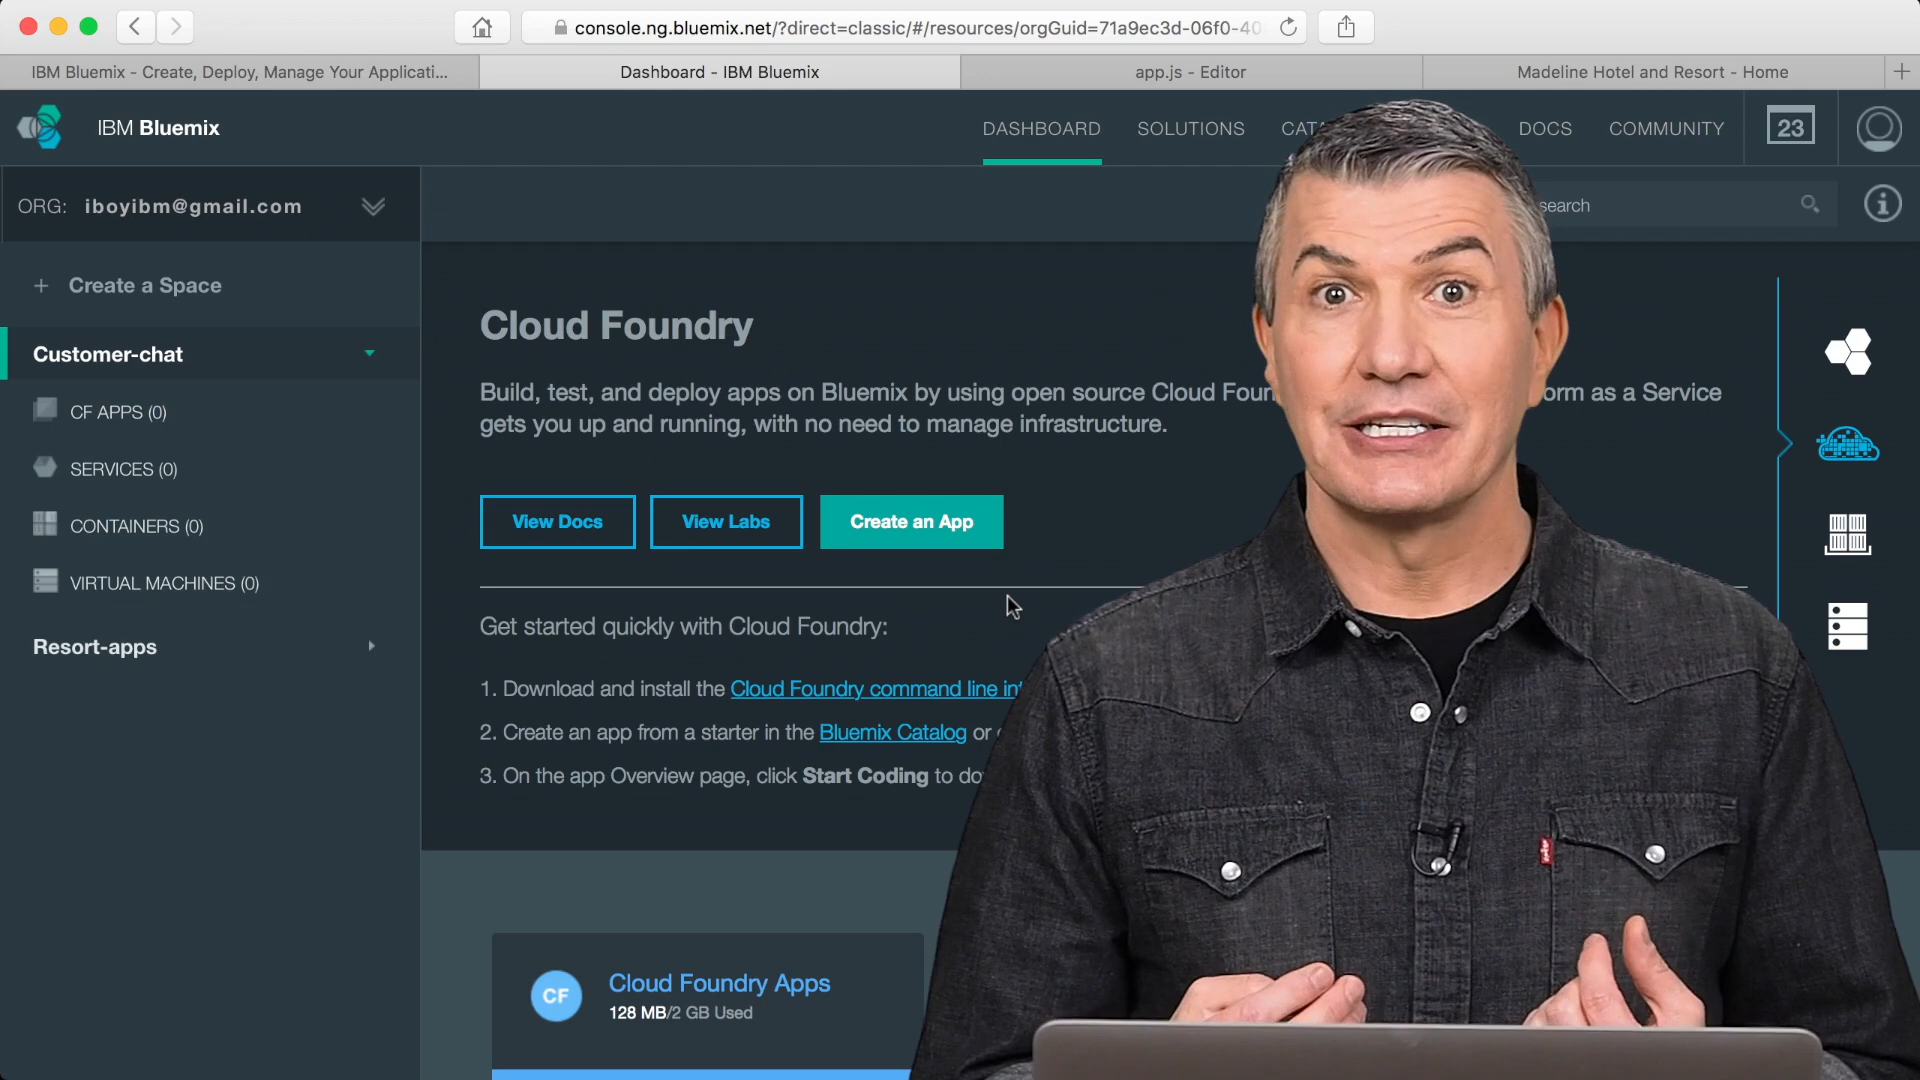 console.ng.bluemix.net/?direct=classic/#/resources/orgGuid=71a9ec3d-06f0-40
IBM Bluemix - Create, Deploy, Manage Your Applicati...
Dashboard - IBM Bluemix
app.js - Editor
Madeline Hotel and Resort - Home
IBM Bluemix
DASHBOARD
SOLUTIONS
CATA
DOCS
COMMUNITY
23
ORG: iboyibm@gmail.com
search
+ Create a Space
Customer-chat
CF APPS (0)
SERVICES (0)
CONTAINERS (0)
VIRTUAL MACHINES (0)
Resort-apps
Cloud Foundry
Build, test, and deploy apps on Bluemix by using open source Cloud Foun orm as a Service
gets you up and running, with no need to manage infrastructure.
View Docs
View Labs
Create an App
Get started quickly with Cloud Foundry:
1. Download and install the Cloud Foundry command line int
2. Create an app from a starter in the Bluemix Catalog or
3. On the app Overview page, click Start Coding to do
CF
Cloud Foundry Apps
128 MB/2 GB Used